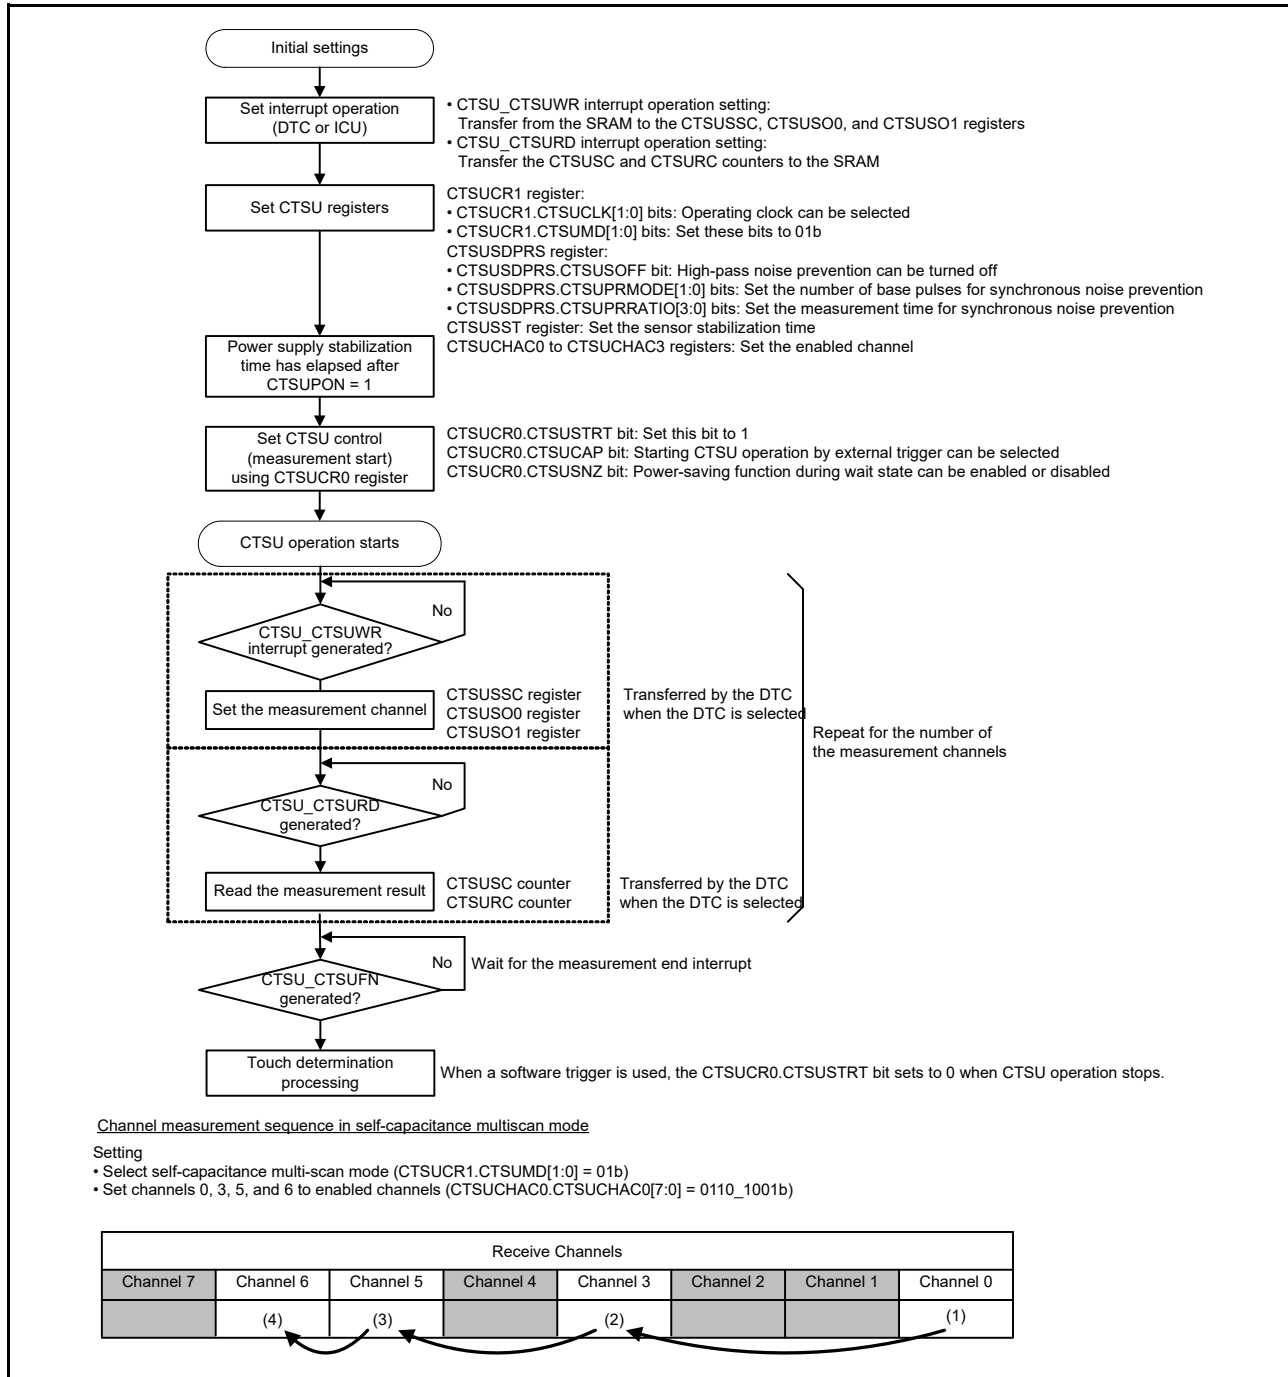 Initial settings
Set interrupt operation
(DTC or ICU)
• CTSU_CTSUWR interrupt operation setting:
Transfer from the SRAM to the CTSUSSC, CTSUSO0, and CTSUSO1 registers
• CTSU_CTSURD interrupt operation setting:
Transfer the CTSUSC and CTSURC counters to the SRAM
Set CTSU registers
CTSUCR1 register:
• CTSUCR1.CTSUCLK[1:0] bits: Operating clock can be selected
• CTSUCR1.CTSUMD[1:0] bits: Set these bits to 01b
CTSUSDPRS register:
• CTSUSDPRS.CTSUSOFF bit: High-pass noise prevention can be turned off
• CTSUSDPRS.CTSUPRMODE[1:0] bits: Set the number of base pulses for synchronous noise prevention
• CTSUSDPRS.CTSUPRRATIO[3:0] bits: Set the measurement time for synchronous noise prevention
CTSUSST register: Set the sensor stabilization time
CTSUCHAC0 to CTSUCHAC3 registers: Set the enabled channel
Power supply stabilization
time has elapsed after
CTSUPON = 1
Set CTSU control
(measurement start)
using CTSUCR0 register
CTSUCR0.CTSUSTRT bit: Set this bit to 1
CTSUCR0.CTSUCAP bit: Starting CTSU operation by external trigger can be selected
CTSUCR0.CTSUSNZ bit: Power-saving function during wait state can be enabled or disabled
CTSU operation starts
No
CTSU_CTSUWR
interrupt generated?
Set the measurement channel
CTSUSSC register
CTSUSO0 register
CTSUSO1 register
Transferred by the DTC
when the DTC is selected
Repeat for the number of
the measurement channels
No
CTSU_CTSURD
generated?
Read the measurement result
CTSUSC counter
CTSURC counter
Transferred by the DTC
when the DTC is selected
No
Wait for the measurement end interrupt
CTSU_CTSUFN
generated?
Touch determination
processing
When a software trigger is used, the CTSUCR0.CTSUSTRT bit sets to 0 when CTSU operation stops.
Channel measurement sequence in self-capacitance multiscan mode
Setting
• Select self-capacitance multi-scan mode (CTSUCR1.CTSUMD[1:0] = 01b)
• Set channels 0, 3, 5, and 6 to enabled channels (CTSUCHAC0.CTSUCHAC0[7:0] = 0110_1001b)
Receive Channels
Channel 7 Channel 6 Channel 5 Channel 4 Channel 3 Channel 2 Channel 1 Channel 0
(4) (3) (2) (1)